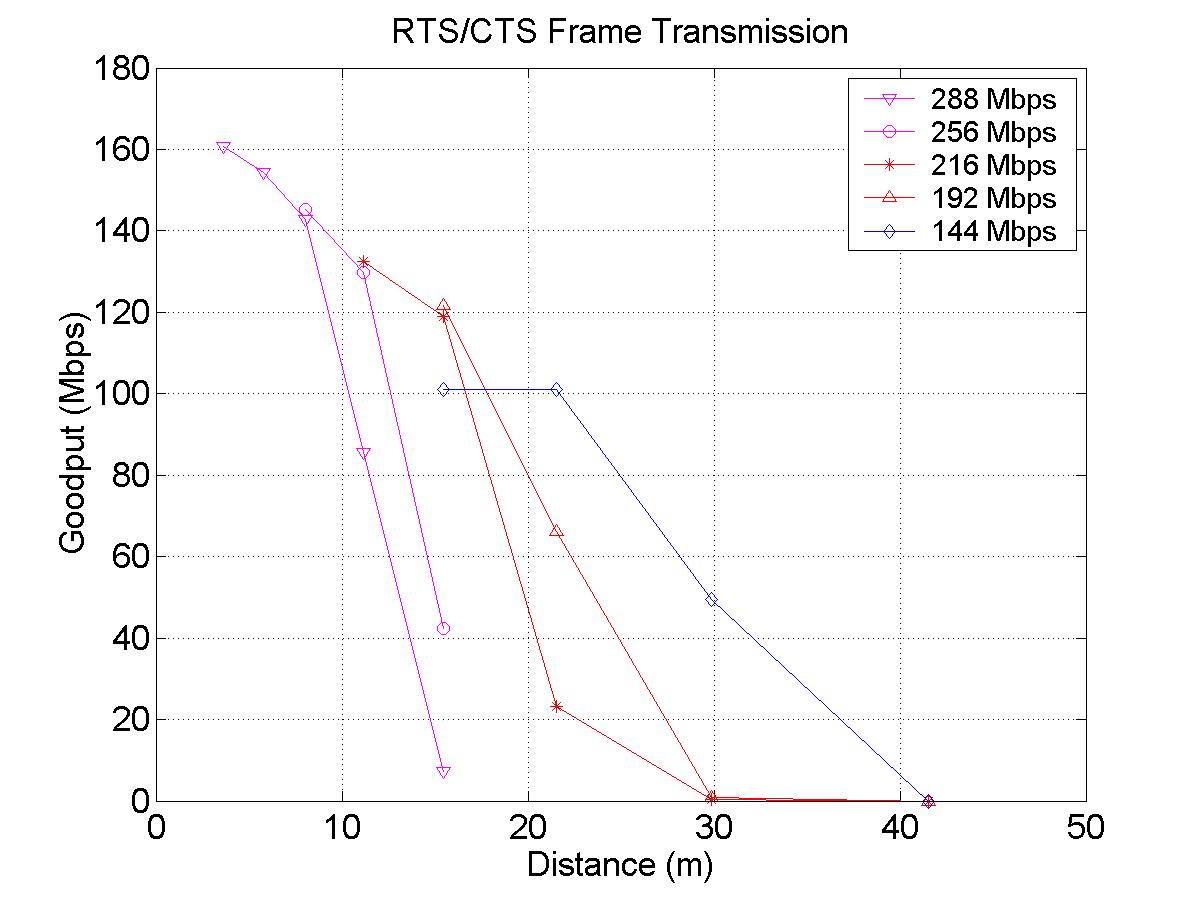 RTS/CTS Frame Transmission
180
160
140
120
100
80
60
40
20
0
Goodput (Mbps)
288 Mbps
256 Mbps
216 Mbps
192 Mbps
144 Mbps
0 10 20 30 40 50
Distance (m)